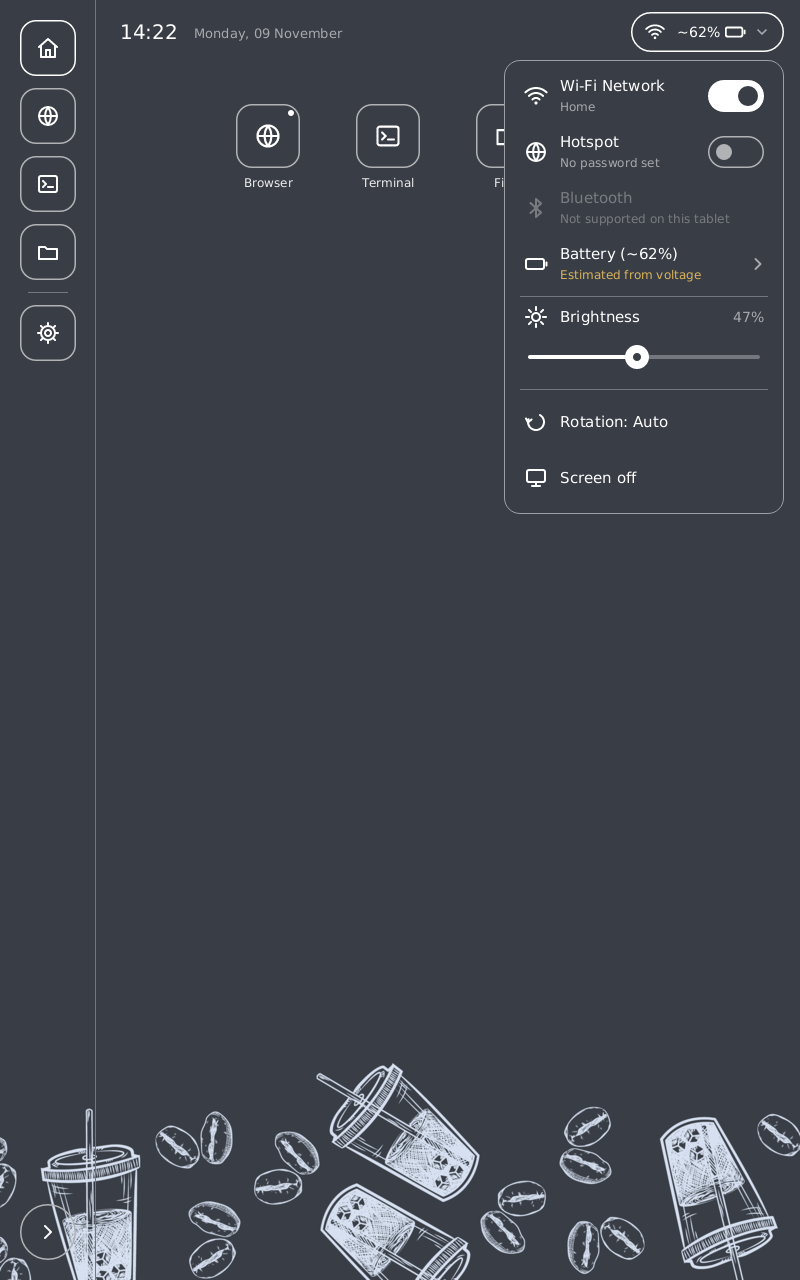 14:22 Monday, 09 November
~62%
Wi-Fi Network
Home
Hotspot
No password set
Bluetooth
Not supported on this tablet
Battery (~62%)
Estimated from voltage
Brightness 47%
Rotation: Auto
Screen off
Browser
Terminal
Fi